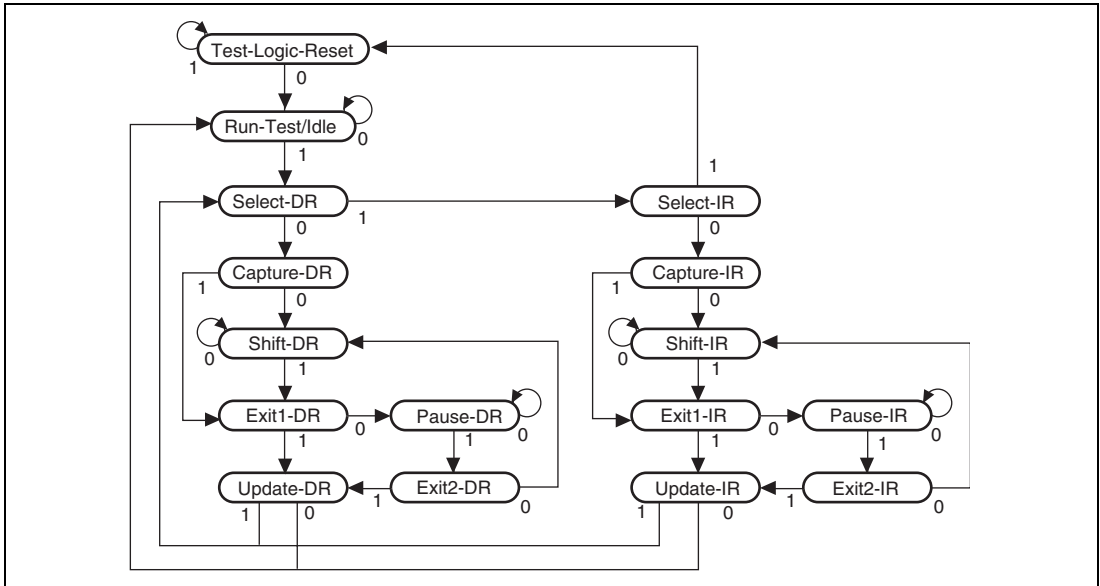 Test-Logic-Reset
1
0
Run-Test/Idle
0
1
1
Select-DR
1
Select-IR
0
0
Capture-DR
Capture-IR
1
0
1
0
Shift-DR
Shift-IR
0
1
0
1
Exit1-DR
0
Pause-DR
0
Exit1-IR
0
Pause-IR
0
1
1
1
1
Update-DR
1
Exit2-DR
0
Update-IR
1
Exit2-IR
0
1
0
1
0